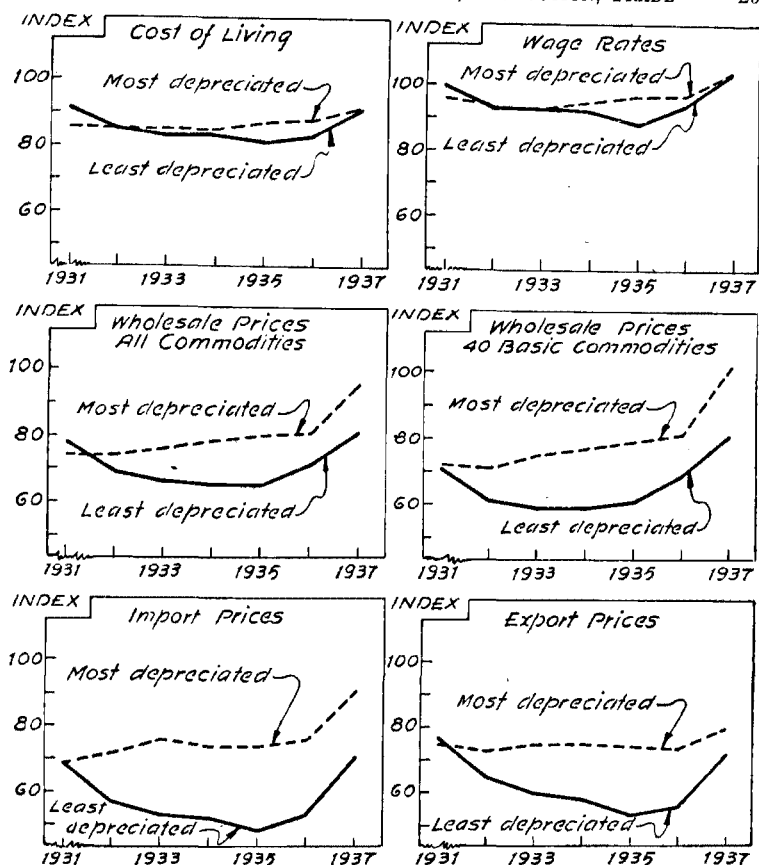 INDEX
Cost of Living
100
80
60
Most depreciated
Least depreciated
1931 1933 1935 1937
INDEX
Wage Rates
100
80
60
Most depreciated
Least depreciated
1931 1933 1935 1937
INDEX
Wholesale Prices
All Commodities
100
80
60
Most depreciated
Least depreciated
1931 1933 1935 1937
INDEX
Wholesale Prices
40 Basic Commodities
100
80
60
Most depreciated
Least depreciated
1931 1933 1935 1937
INDEX
Import Prices
100
80
60
Most depreciated
Least
depreciated
1931 1933 1935 1937
INDEX
Export Prices
100
80
60
Most depreciated
Least depreciated
1931 1933 1935 1937